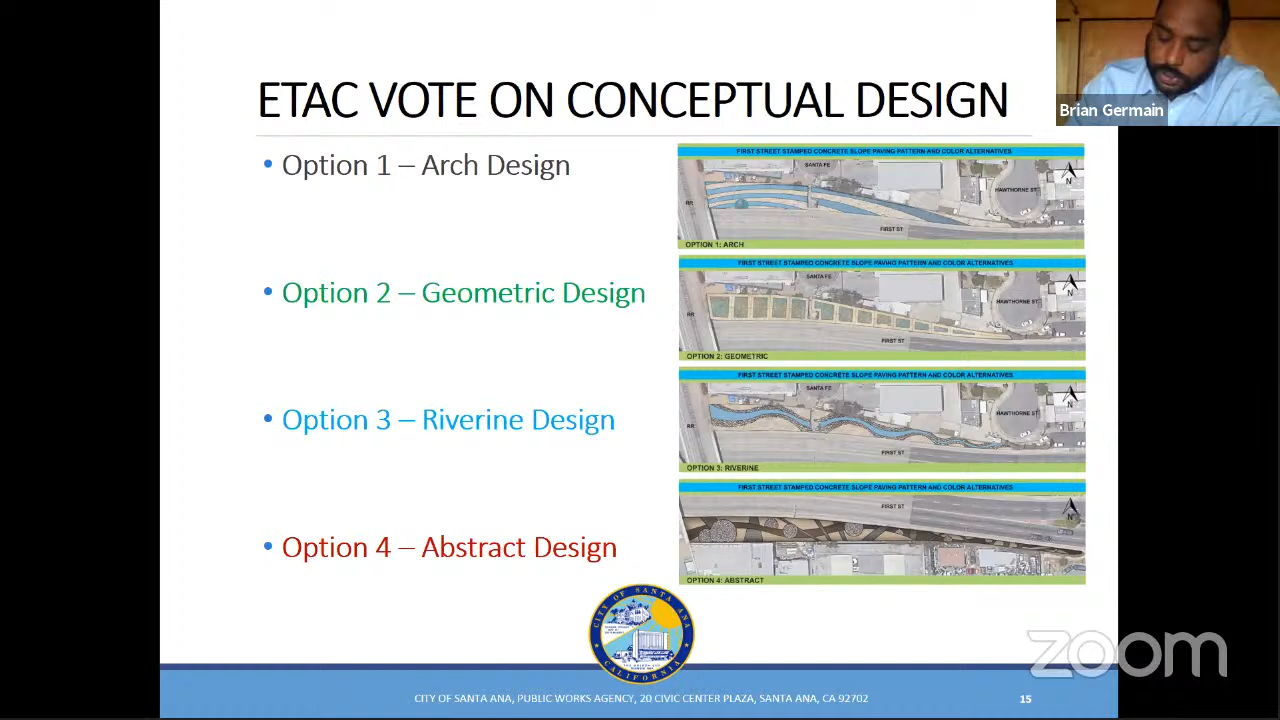 ETAC VOTE ON CONCEPTUAL DESIGN
Brian Germain
• Option 1 – Arch Design
• Option 2 – Geometric Design
• Option 3 – Riverine Design
• Option 4 – Abstract Design
FIRST STREET STAMPED CONCRETE SLOPE PAVING PATTERN AND COLOR ALTERNATIVES
SANTA FE
N
HAWTHORNE ST
RR
FIRST ST
OPTION 1: ARCH
FIRST STREET STAMPED CONCRETE SLOPE PAVING PATTERN AND COLOR ALTERNATIVES
SANTA FE
N
HAWTHORNE ST
RR
FIRST ST
OPTION 2: GEOMETRIC
FIRST STREET STAMPED CONCRETE SLOPE PAVING PATTERN AND COLOR ALTERNATIVES
SANTA FE
N
HAWTHORNE ST
RR
FIRST ST
OPTION 3: RIVERINE
FIRST STREET STAMPED CONCRETE SLOPE PAVING PATTERN AND COLOR ALTERNATIVES
FIRST ST
N
OPTION 4: ABSTRACT
CITY OF SANTA ANA
CALIFORNIA
zoom
CITY OF SANTA ANA, PUBLIC WORKS AGENCY, 20 CIVIC CENTER PLAZA, SANTA ANA, CA 92702
15